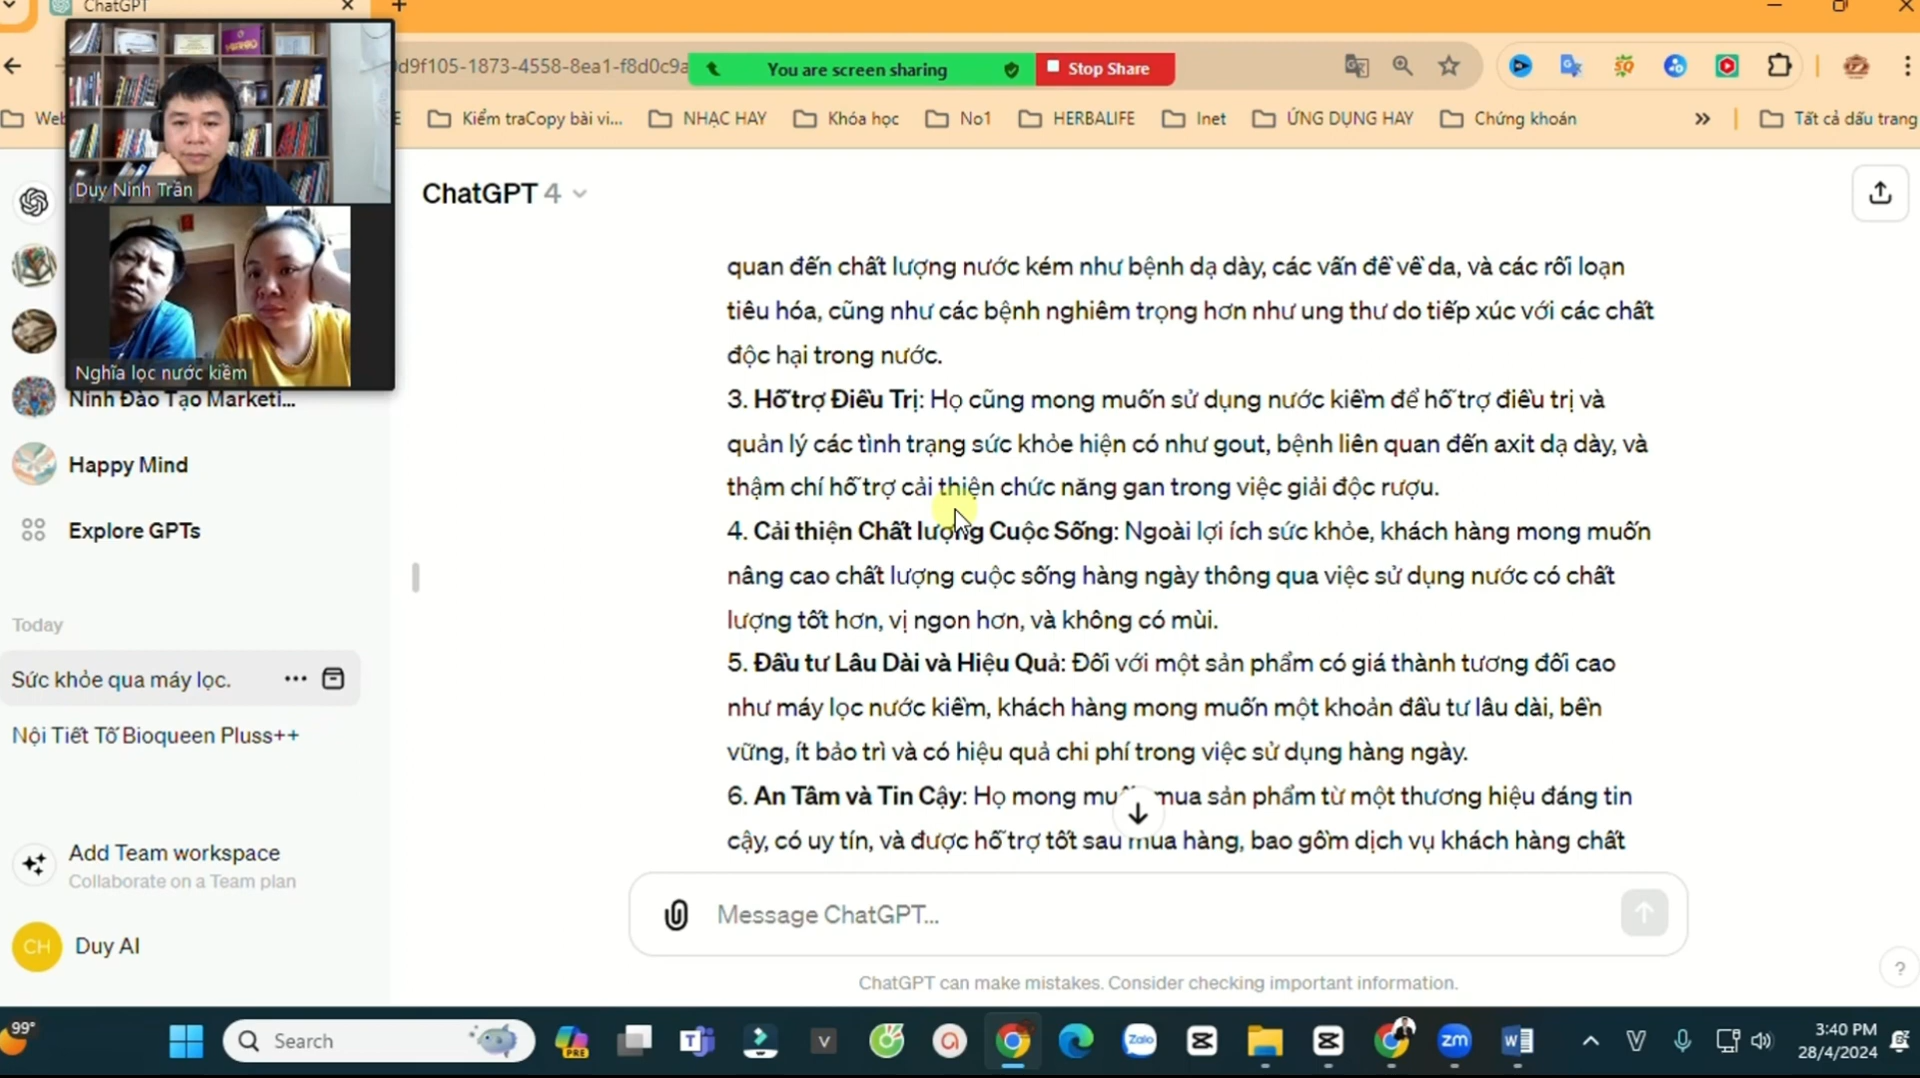 ChatGPT
d9f105-1873-4558-8ea1-f8d0c9a
You are screen sharing
Stop Share
Kiểm traCopy bài vi...
NHẠC HAY
Khóa học
No1
HERBALIFE
Inet
ỨNG DỤNG HAY
Chứng khoán
Tất cả dấu trang
Duy Ninh Trần
Nghĩa lọc nước kiềm
Ninh Đào Tạo Marketi...
Happy Mind
Explore GPTs
Today
Sức khỏe qua máy lọc.
Nội Tiết Tố Bioqueen Pluss++
Add Team workspace
Collaborate on a Team plan
CH
Duy AI
ChatGPT 4
quan đến chất lượng nước kém như bệnh dạ dày, các vấn đề về da, và các rối loạn
tiêu hóa, cũng như các bệnh nghiêm trọng hơn như ung thư do tiếp xúc với các chất
độc hại trong nước.
3. Hỗ trợ Điều Trị: Họ cũng mong muốn sử dụng nước kiềm để hỗ trợ điều trị và
quản lý các tình trạng sức khỏe hiện có như gout, bệnh liên quan đến axit dạ dày, và
thậm chí hỗ trợ cải thiện chức năng gan trong việc giải độc rượu.
4. Cải thiện Chất lượng Cuộc Sống: Ngoài lợi ích sức khỏe, khách hàng mong muốn
nâng cao chất lượng cuộc sống hàng ngày thông qua việc sử dụng nước có chất
lượng tốt hơn, vị ngon hơn, và không có mùi.
5. Đầu tư Lâu Dài và Hiệu Quả: Đối với một sản phẩm có giá thành tương đối cao
như máy lọc nước kiềm, khách hàng mong muốn một khoản đầu tư lâu dài, bền
vững, ít bảo trì và có hiệu quả chi phí trong việc sử dụng hàng ngày.
6. An Tâm và Tin Cậy: Họ mong muốn mua sản phẩm từ một thương hiệu đáng tin
cậy, có uy tín, và được hỗ trợ tốt sau mua hàng, bao gồm dịch vụ khách hàng chất
Message ChatGPT...
ChatGPT can make mistakes. Consider checking important information.
?
99°
Search
PRE
Zalo
zm
V
3:40 PM
28/4/2024